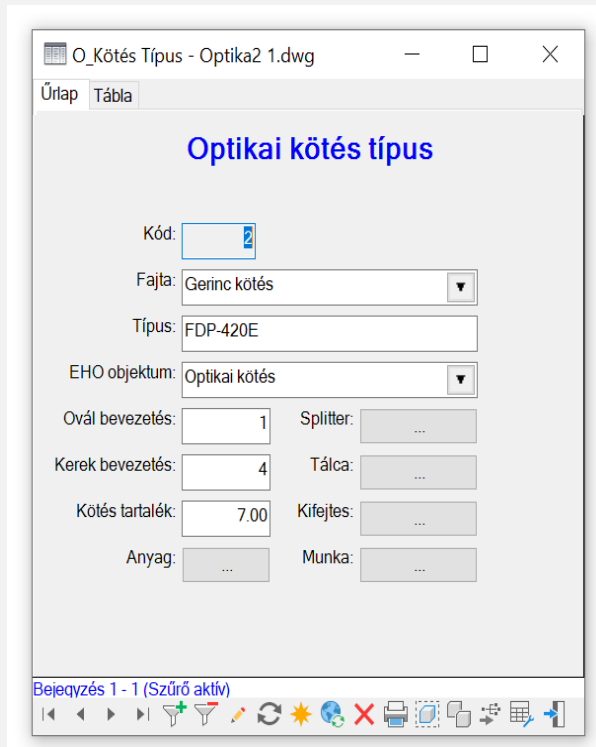 O_Kötés Típus - Optika2 1.dwg
Űrlap Tábla
Optikai kötés típus
Kód: 2
Fajta: Gerinc kötés
Típus: FDP-420E
EHO objektum: Optikai kötés
Ovál bevezetés: 1 Splitter: ...
Kerek bevezetés: 4 Tálca: ...
Kötés tartalék: 7.00 Kifejtes: ...
Anyag: ... Munka: ...
Bejegyzés 1 - 1 (Szűrő aktív)